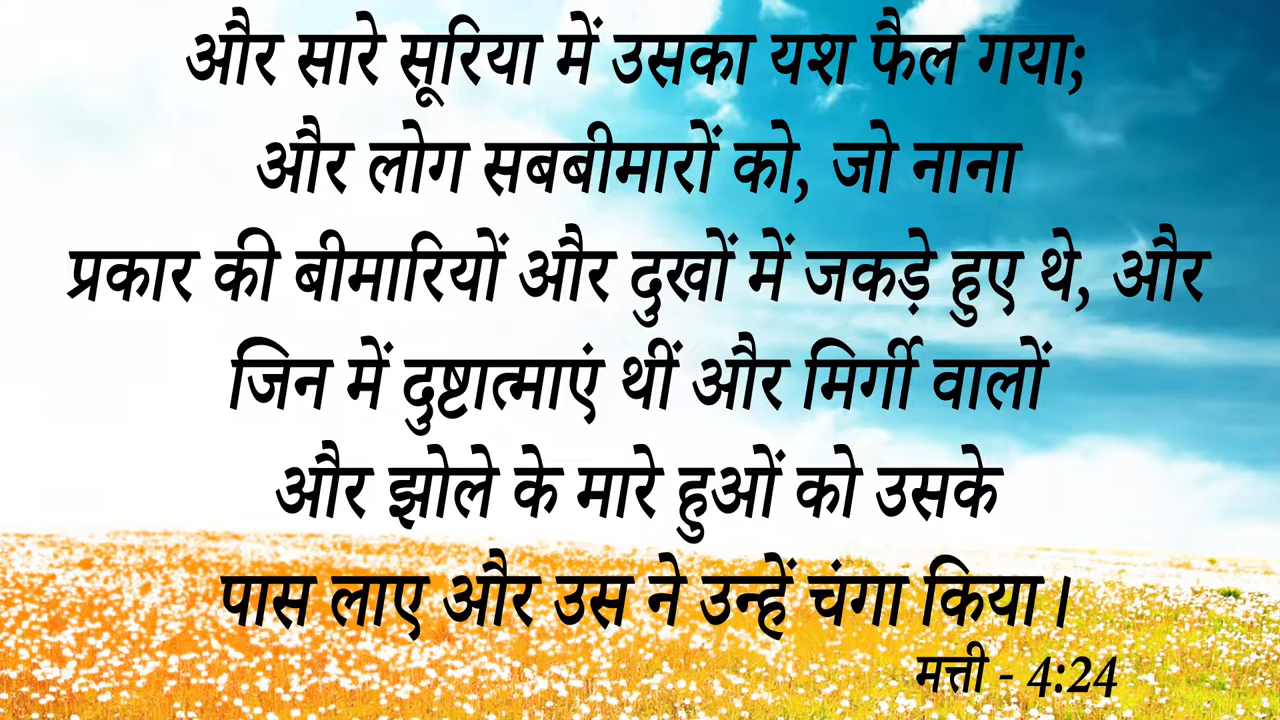 और सारे सूरिया में उसका यश फैल गया;
और लोग सबबीमारों को, जो नाना
प्रकार की बीमारियों और दुखों में जकड़े हुए थे, और
जिन में दुष्टात्माएं थीं और मिर्गी वालों
और झोले के मारे हुओं को उसके
पास लाए और उस ने उन्हें चंगा किया।
मत्ती - 4:24